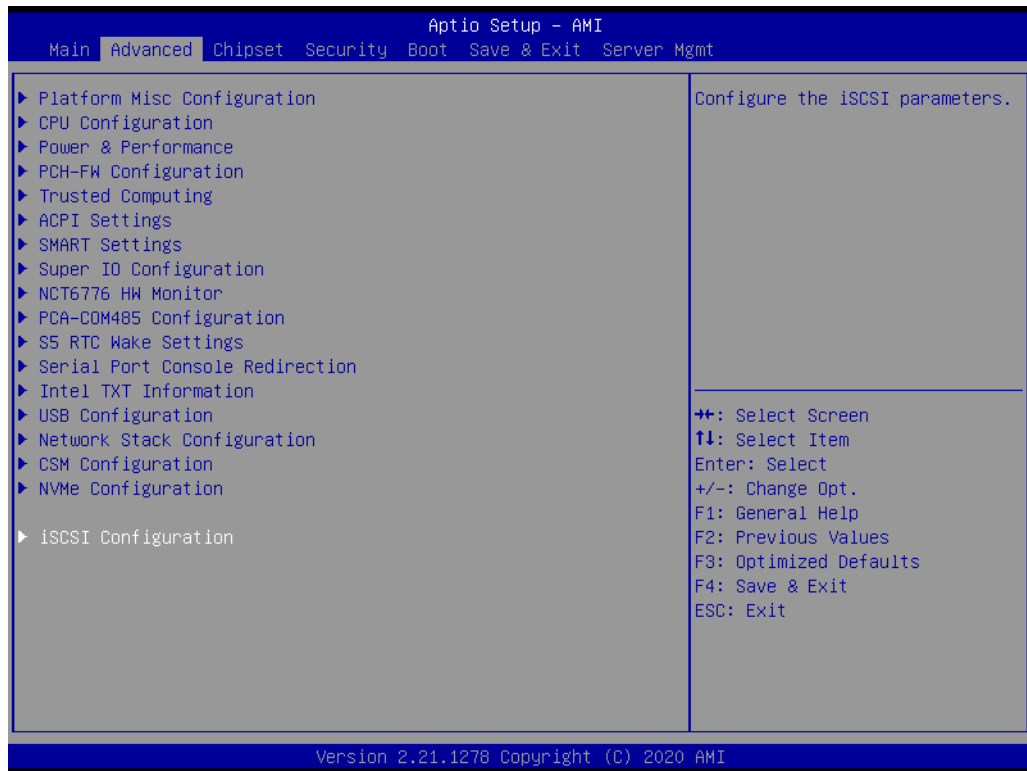 Aptio Setup – AMI
Main Advanced Chipset Security Boot Save & Exit Server Mgmt
▶ Platform Misc Configuration
▶ CPU Configuration
▶ Power & Performance
▶ PCH-FW Configuration
▶ Trusted Computing
▶ ACPI Settings
▶ SMART Settings
▶ Super IO Configuration
▶ NCT6776 HW Monitor
▶ PCA-COM485 Configuration
▶ S5 RTC Wake Settings
▶ Serial Port Console Redirection
▶ Intel TXT Information
▶ USB Configuration
▶ Network Stack Configuration
▶ CSM Configuration
▶ NVMe Configuration
▶ iSCSI Configuration
Configure the iSCSI parameters.
→←: Select Screen
↑↓: Select Item
Enter: Select
+/-: Change Opt.
F1: General Help
F2: Previous Values
F3: Optimized Defaults
F4: Save & Exit
ESC: Exit
Version 2.21.1278 Copyright (C) 2020 AMI